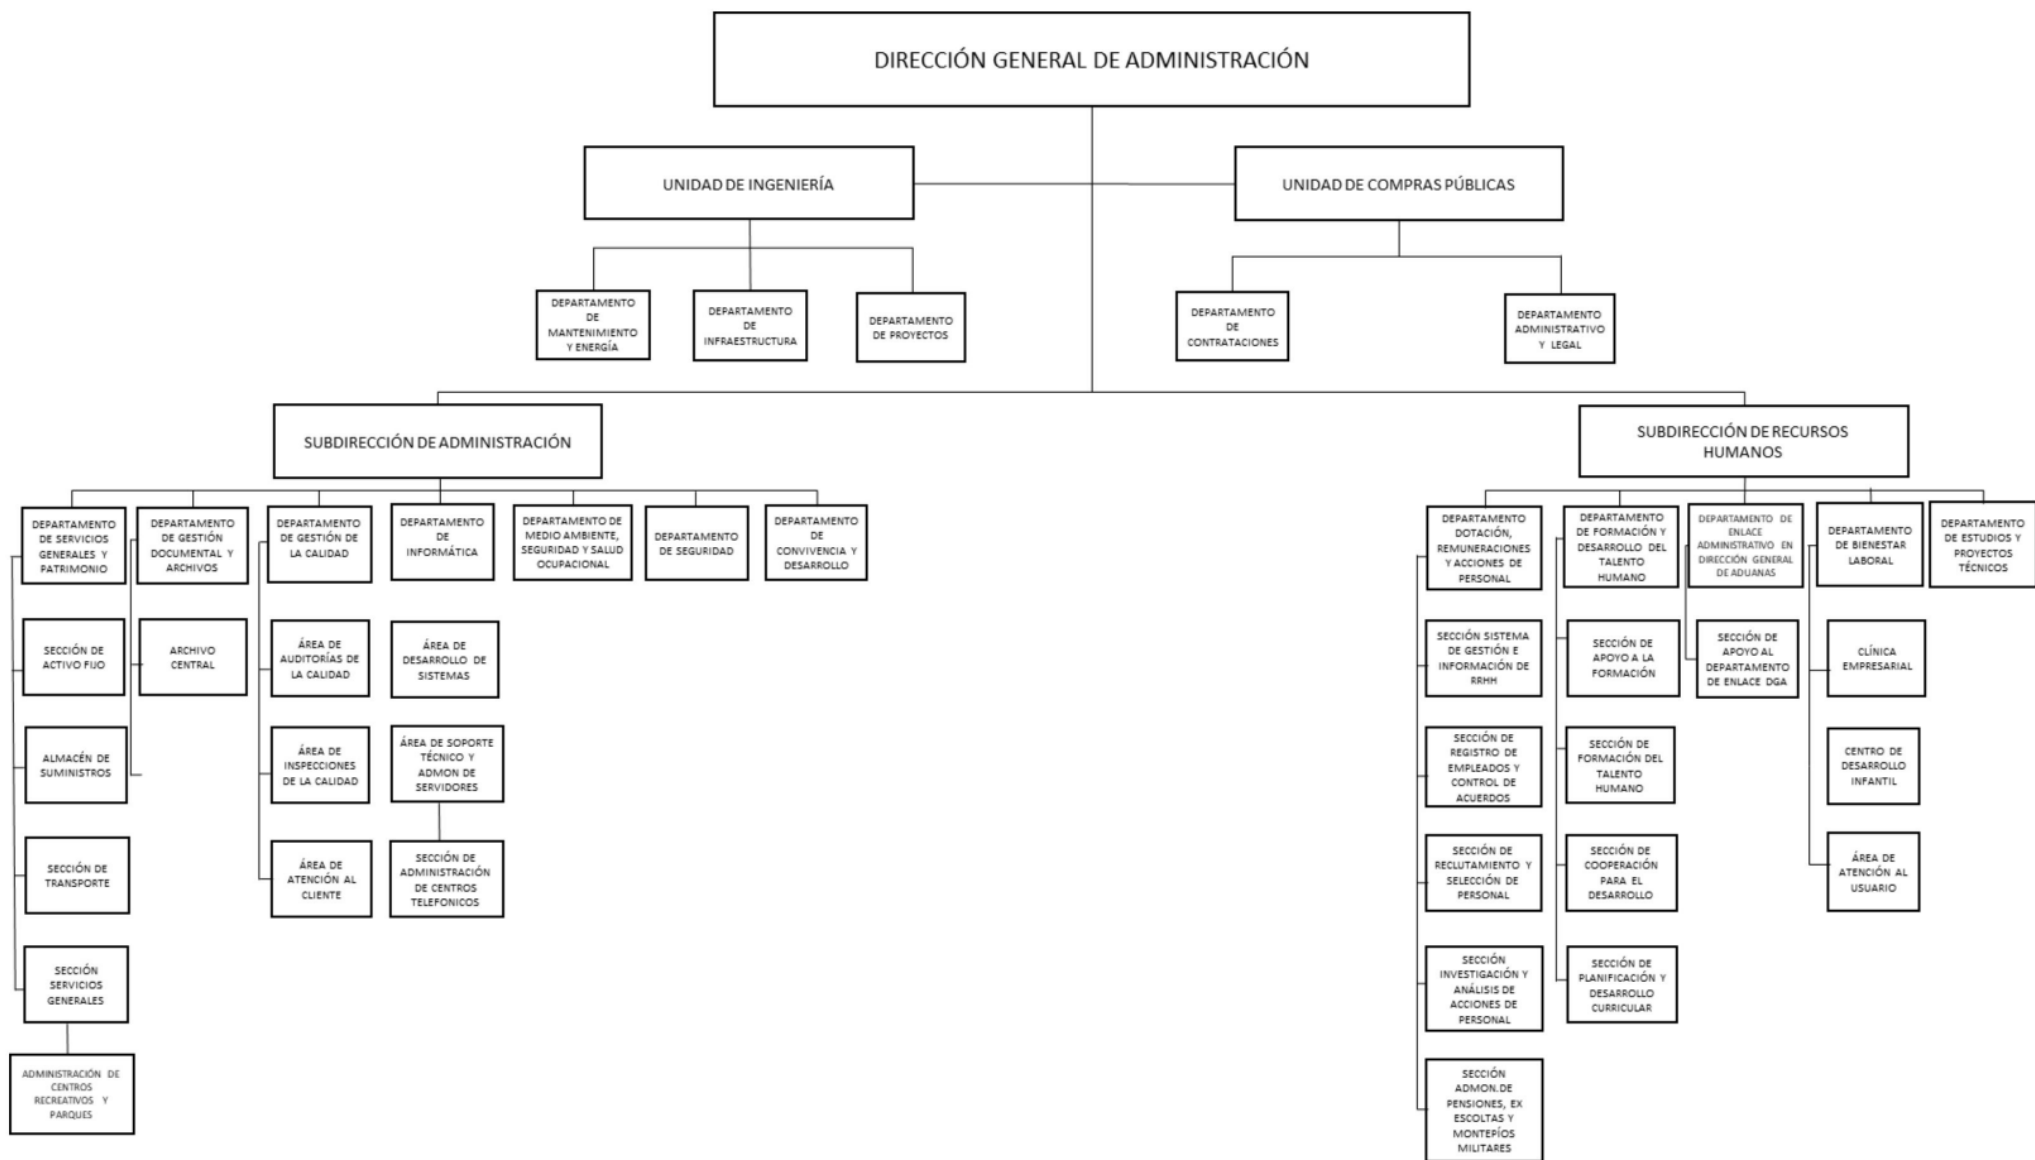 DIRECCIÓN GENERAL DE ADMINISTRACIÓN
UNIDAD DE INGENIERÍA
UNIDAD DE COMPRAS PÚBLICAS
DEPARTAMENTO
DE
MANTENIMIENTO
Y ENERGÍA
DEPARTAMENTO
DE
INFRAESTRUCTURA
DEPARTAMENTO
DE PROYECTOS
DEPARTAMENTO
DE
CONTRATACIONES
DEPARTAMENTO
ADMINISTRATIVO
Y LEGAL
SUBDIRECCIÓN DE ADMINISTRACIÓN
SUBDIRECCIÓN DE RECURSOS
HUMANOS
DEPARTAMENTO
DE SERVICIOS
GENERALES Y
PATRIMONIO
DEPARTAMENTO
DE GESTIÓN
DOCUMENTAL Y
ARCHIVOS
DEPARTAMENTO
DE GESTIÓN DE
LA CALIDAD
DEPARTAMENTO
DE
INFORMÁTICA
DEPARTAMENTO DE
MEDIO AMBIENTE,
SEGURIDAD Y SALUD
OCUPACIONAL
DEPARTAMENTO
DE SEGURIDAD
DEPARTAMENTO
DE
CONVIVENCIA Y
DESARROLLO
DEPARTAMENTO
DOTACIÓN,
REMUNERACIONES
Y ACCIONES DE
PERSONAL
DEPARTAMENTO
DE FORMACIÓN Y
DESARROLLO DEL
TALENTO
HUMANO
DEPARTAMENTO DE
ENLACE
ADMINISTRATIVO EN
DIRECCIÓN GENERAL
DE ADUANAS
DEPARTAMENTO
DE BIENESTAR
LABORAL
DEPARTAMENTO
DE ESTUDIOS Y
PROYECTOS
TÉCNICOS
SECCIÓN DE
ACTIVO FIJO
ARCHIVO
CENTRAL
ÁREA DE
AUDITORÍAS DE
LA CALIDAD
ÁREA DE
DESARROLLO DE
SISTEMAS
SECCIÓN SISTEMA
DE GESTIÓN E
INFORMACIÓN DE
RRHH
SECCIÓN DE
APOYO A LA
FORMACIÓN
SECCIÓN DE
APOYO AL
DEPARTAMENTO
DE ENLACE DGA
CLÍNICA
EMPRESARIAL
ALMACÉN DE
SUMINISTROS
ÁREA DE
INSPECCIONES
DE LA CALIDAD
ÁREA DE SOPORTE
TÉCNICO Y
ADMON DE
SERVIDORES
SECCIÓN DE
REGISTRO DE
EMPLEADOS Y
CONTROL DE
ACUERDOS
SECCIÓN DE
FORMACIÓN DEL
TALENTO
HUMANO
CENTRO DE
DESARROLLO
INFANTIL
SECCIÓN DE
TRANSPORTE
ÁREA DE
ATENCIÓN AL
CLIENTE
SECCIÓN DE
ADMINISTRACIÓN
DE CENTROS
TELEFONICOS
SECCIÓN DE
RECLUTAMIENTO Y
SELECCIÓN DE
PERSONAL
SECCIÓN DE
COOPERACIÓN
PARA EL
DESARROLLO
ÁREA DE
ATENCIÓN AL
USUARIO
SECCIÓN
SERVICIOS
GENERALES
SECCIÓN
INVESTIGACIÓN Y
ANÁLISIS DE
ACCIONES DE
PERSONAL
SECCIÓN DE
PLANIFICACIÓN Y
DESARROLLO
CURRICULAR
ADMINISTRACIÓN DE
CENTROS
RECREATIVOS Y
PARQUES
SECCIÓN
ADMON.DE
PENSIONES, EX
ESCOLTAS Y
MONTEPÍOS
MILITARES